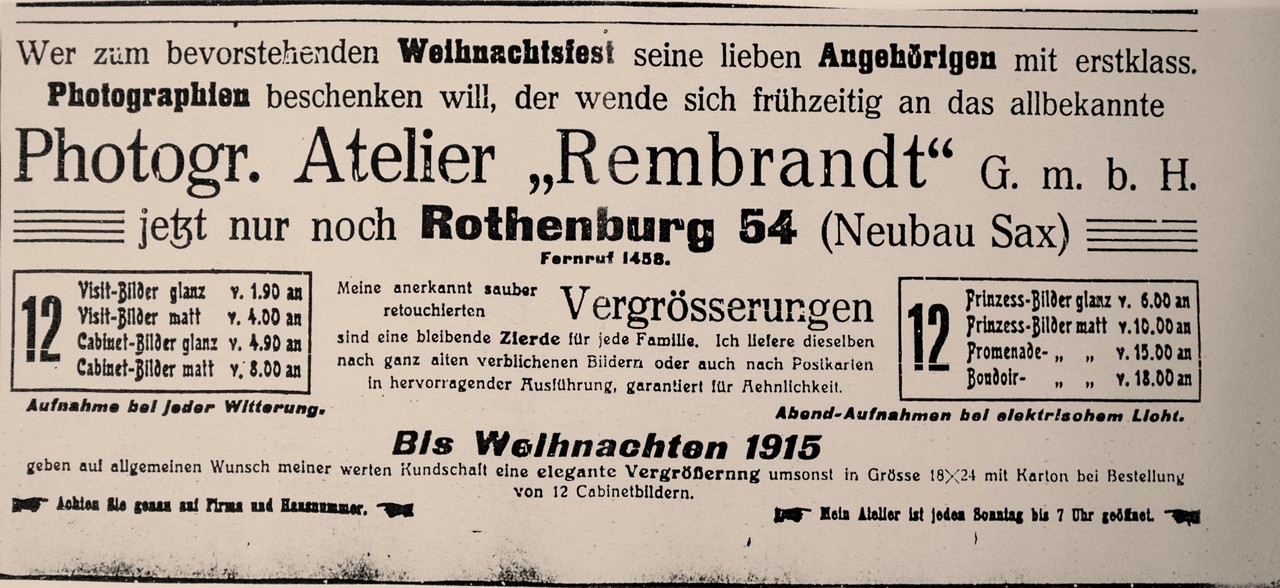 Wer zum bevorstehenden Weihnachtsfest seine lieben Angehörigen mit erstklass.
Photographien beschenken will, der wende sich frühzeitig an das allbekannte
Photogr. Atelier „Rembrandt“ G. m. b. H.
jetzt nur noch Rothenburg 54 (Neubau Sax)
Fernruf 1458.
12
Visit-Bilder glanz v. 1.90 an
Visit-Bilder matt v. 4.00 an
Cabinet-Bilder glanz v. 4.90 an
Cabinet-Bilder matt v. 8.00 an
Aufnahme bei jeder Witterung.
Meine anerkannt sauber
retouchierten
Vergrösserungen
sind eine bleibende Zierde für jede Familie. Ich liefere dieselben
nach ganz alten verblichenen Bildern oder auch nach Postkarten
in hervorragender Ausführung, garantiert für Aehnlichkeit.
12
Prinzess-Bilder glanz v. 6.00 an
Prinzess-Bilder matt v. 10.00 an
Promenade- „ „ v. 15.00 an
Boudoir- „ „ v. 18.00 an
Abend-Aufnahmen bei elektrischem Licht.
Bis Weihnachten 1915
geben auf allgemeinen Wunsch meiner werten Kundschaft eine elegante Vergrößernng umsonst in Grösse 18×24 mit Karton bei Bestellung
von 12 Cabinetbildern.
Achten Sie genau auf Firma und Hausnummer.
Mein Atelier ist jeden Sonntag bis 7 Uhr geöffnet.